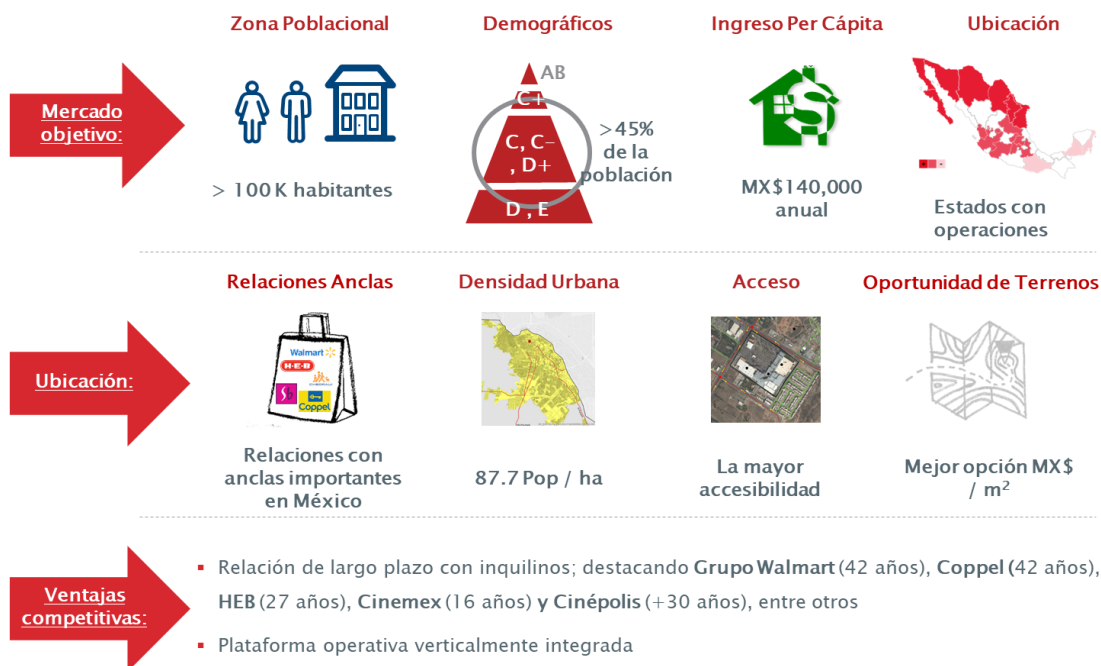 Zona Poblacional
Demográficos
Ingreso Per Cápita
Ubicación
Mercado
objetivo:
AB
C+
C, C-
, D+
D , E
>45%
de la
población
> 100 K habitantes
MX$140,000
anual
Estados con
operaciones
Relaciones Anclas
Densidad Urbana
Acceso
Oportunidad de Terrenos
Ubicación:
Walmart
H-E-B
Coppel
Relaciones con
anclas importantes
en México
87.7 Pop / ha
La mayor
accesibilidad
Mejor opción MX$
/ m²
Ventajas
competitivas:
▪ Relación de largo plazo con inquilinos; destacando Grupo Walmart (42 años), Coppel (42 años),
HEB (27 años), Cinemex (16 años) y Cinépolis (+30 años), entre otros
▪ Plataforma operativa verticalmente integrada